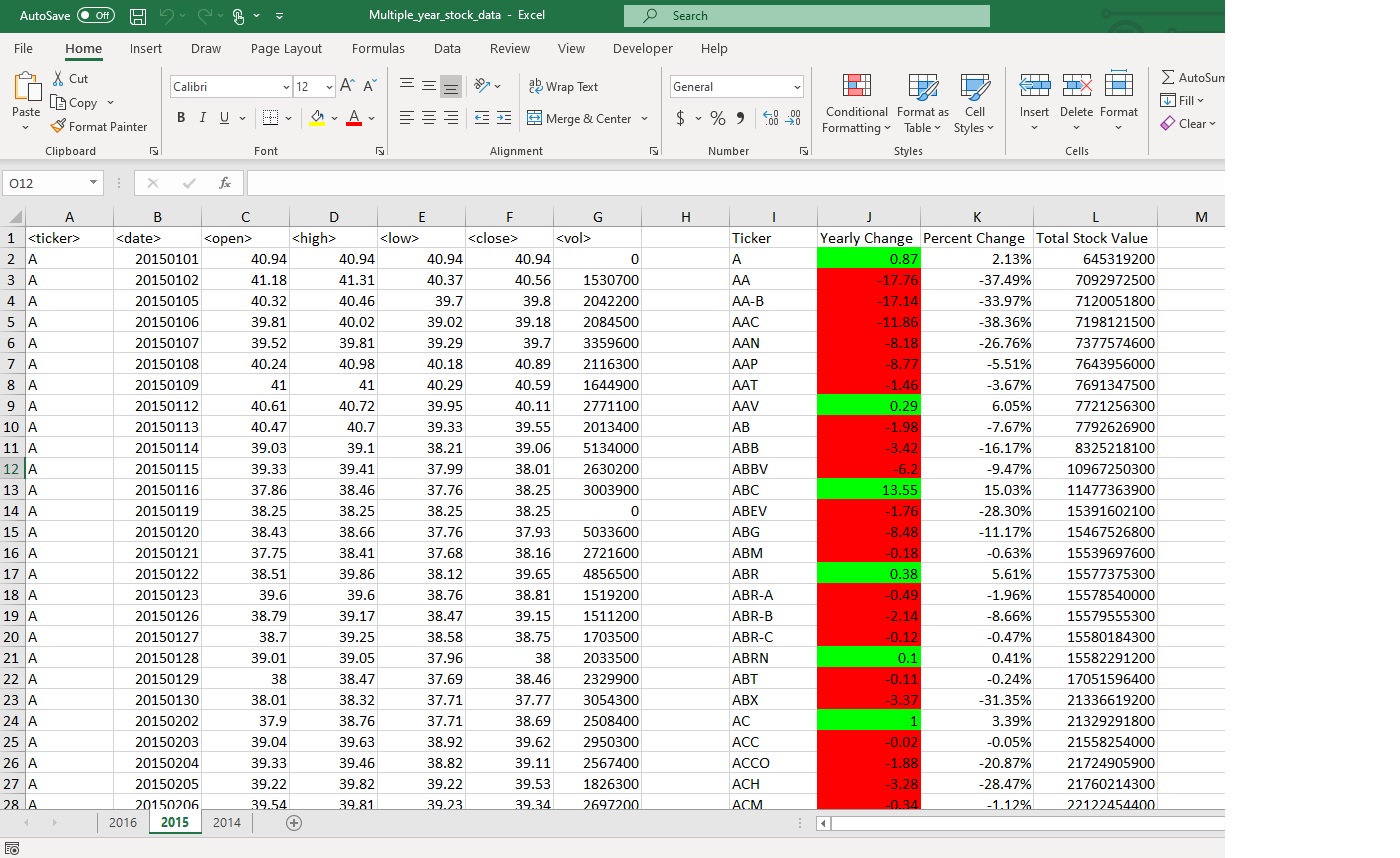 AutoSave Off Multiple_year_stock_data - Excel Search
File Home Insert Draw Page Layout Formulas Data Review View Developer Help
Paste Cut Copy Format Painter
Calibri 12 A A
B I U A
ab Wrap Text
Merge & Center
General
$ % 9
Conditional Formatting Format as Table Cell Styles
Insert Delete Format
AutoSum
Fill
Clear
Clipboard Font Alignment Number Styles Cells
O12 fx
A B C D E F G H I J K L M
1 <ticker> <date> <open> <high> <low> <close> <vol> Ticker Yearly Change Percent Change Total Stock Value
2 A 20150101 40.94 40.94 40.94 40.94 0 A 0.87 2.13% 645319200
3 A 20150102 41.18 41.31 40.37 40.56 1530700 AA -17.76 -37.49% 7092972500
4 A 20150105 40.32 40.46 39.7 39.8 2042200 AA-B -17.14 -33.97% 7120051800
5 A 20150106 39.81 40.02 39.02 39.18 2084500 AAC -11.86 -38.36% 7198121500
6 A 20150107 39.52 39.81 39.29 39.7 3359600 AAN -8.18 -26.76% 7377574600
7 A 20150108 40.24 40.98 40.18 40.89 2116300 AAP -8.77 -5.51% 7643956000
8 A 20150109 41 41 40.29 40.59 1644900 AAT -1.46 -3.67% 7691347500
9 A 20150112 40.61 40.72 39.95 40.11 2771100 AAV 0.29 6.05% 7721256300
10 A 20150113 40.47 40.7 39.33 39.55 2013400 AB -1.98 -7.67% 7792626900
11 A 20150114 39.03 39.1 38.21 39.06 5134000 ABB -3.42 -16.17% 8325218100
12 A 20150115 39.33 39.41 37.99 38.01 2630200 ABBV -6.2 -9.47% 10967250300
13 A 20150116 37.86 38.46 37.76 38.25 3003900 ABC 13.55 15.03% 11477363900
14 A 20150119 38.25 38.25 38.25 38.25 0 ABEV -1.76 -28.30% 15391602100
15 A 20150120 38.43 38.66 37.76 37.93 5033600 ABG -8.48 -11.17% 15467526800
16 A 20150121 37.75 38.41 37.68 38.16 2721600 ABM -0.18 -0.63% 15539697600
17 A 20150122 38.51 39.86 38.12 39.65 4856500 ABR 0.38 5.61% 15577375300
18 A 20150123 39.6 39.6 38.76 38.81 1519200 ABR-A -0.49 -1.96% 15578540000
19 A 20150126 38.79 39.17 38.47 39.15 1511200 ABR-B -2.14 -8.66% 15579555300
20 A 20150127 38.7 39.25 38.58 38.75 1703500 ABR-C -0.12 -0.47% 15580184300
21 A 20150128 39.01 39.05 37.96 38 2033500 ABRN 0.1 0.41% 15582291200
22 A 20150129 38 38.47 37.69 38.46 2329900 ABT -0.11 -0.24% 17051596400
23 A 20150130 38.01 38.32 37.71 37.77 3054300 ABX -3.37 -31.35% 21336619200
24 A 20150202 37.9 38.76 37.71 38.69 2508400 AC 1 3.39% 21329291800
25 A 20150203 39.04 39.63 38.92 39.62 2950300 ACC -0.02 -0.05% 21558254000
26 A 20150204 39.33 39.46 38.82 39.11 2567400 ACCO -1.88 -20.87% 21724905900
27 A 20150205 39.22 39.82 39.22 39.53 1826300 ACH -3.28 -28.47% 21760214300
28 A 20150206 39.54 39.81 39.23 39.34 2697200 ACM -0.34 -1.12% 22122454400
2016 2015 2014